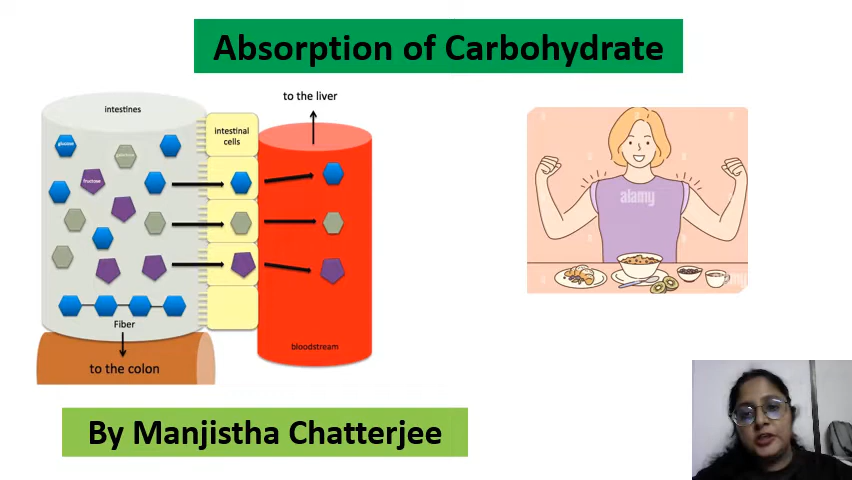 Absorption of Carbohydrate
to the liver
intestines
intestinal
cells
glucose
fructose
alamy
Fiber
to the colon
bloodstream
By Manjistha Chatterjee